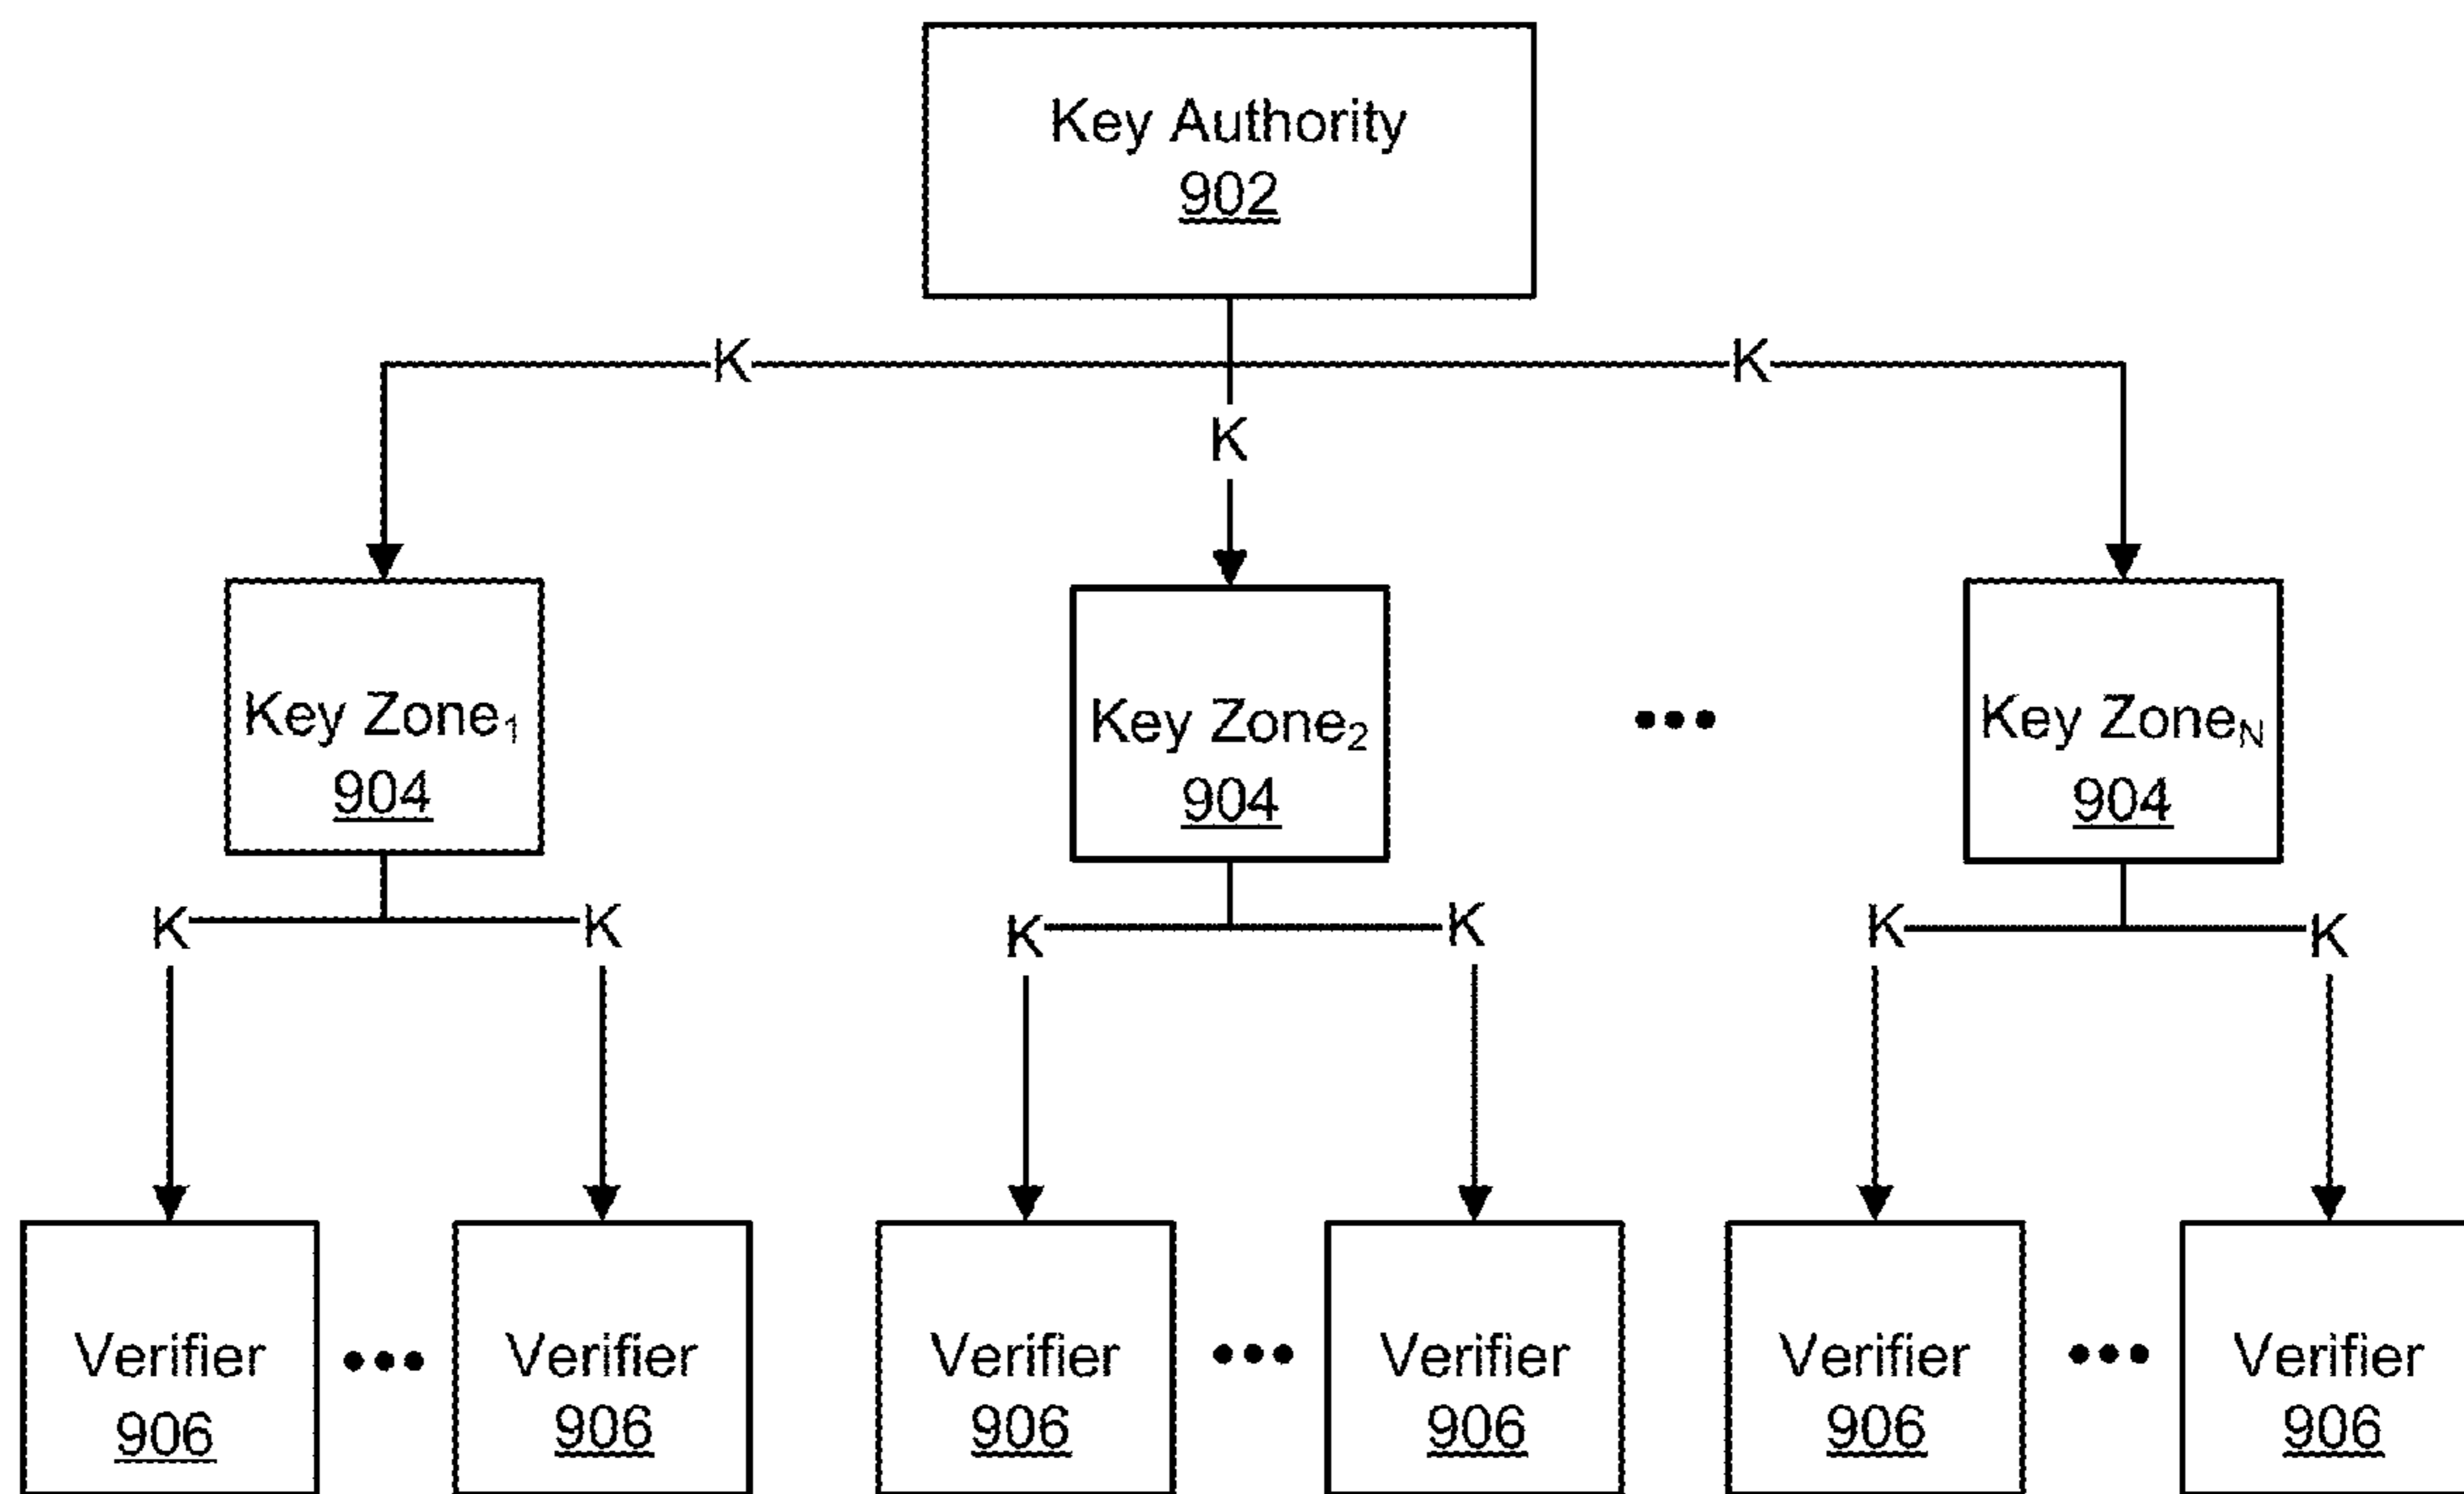 Key Authority
902
K
K
K
Key Zone₁
904
Key Zone₂
904
•••
Key Zone_N
904
K
K
K
K
K
K
Verifier
906
•••
Verifier
906
Verifier
906
•••
Verifier
906
Verifier
906
•••
Verifier
906